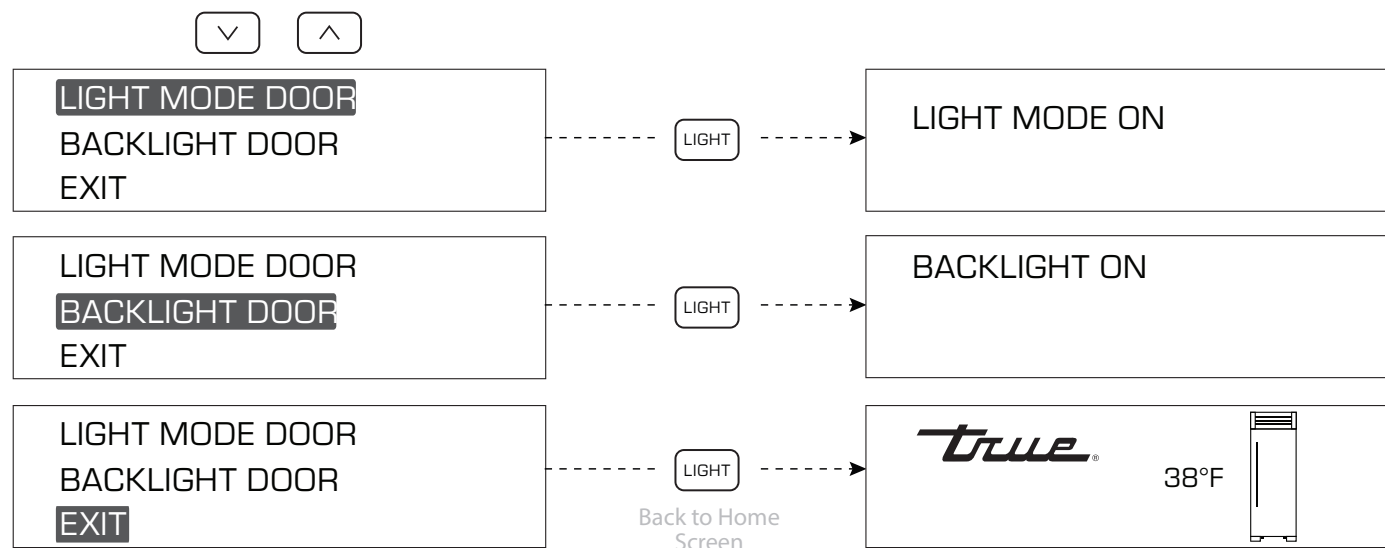 LIGHT MODE DOOR
BACKLIGHT DOOR
EXIT
LIGHT
LIGHT MODE ON
LIGHT MODE DOOR
BACKLIGHT DOOR
EXIT
LIGHT
BACKLIGHT ON
LIGHT MODE DOOR
BACKLIGHT DOOR
EXIT
LIGHT
Back to Home
Screen
true®
38°F